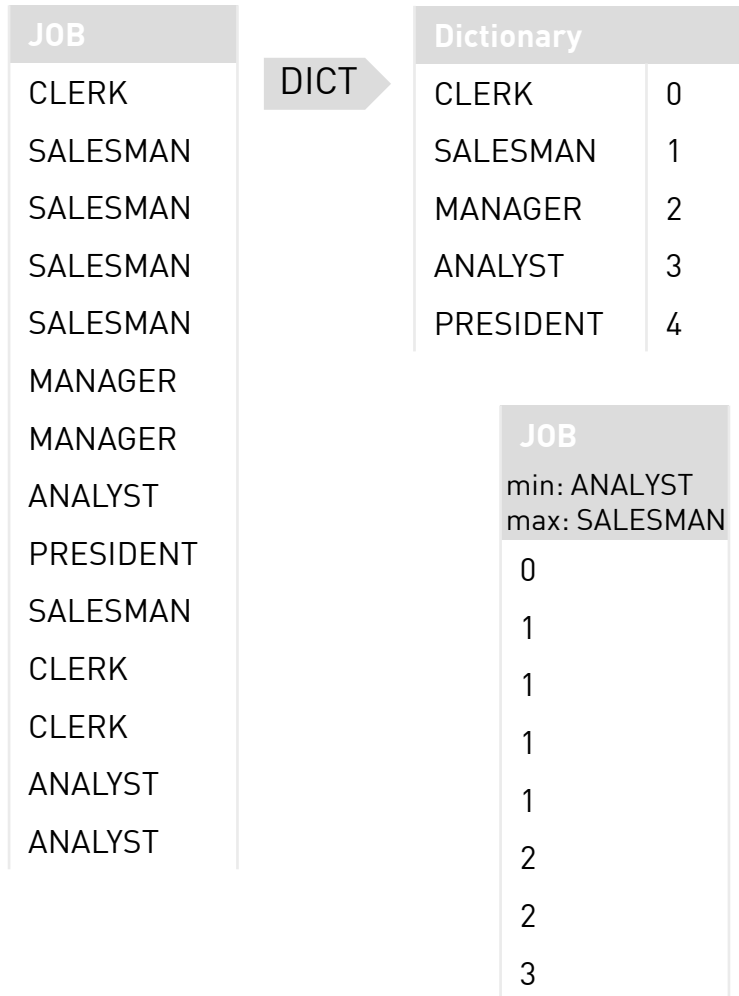 JOB
CLERK
SALESMAN
SALESMAN
SALESMAN
SALESMAN
MANAGER
MANAGER
ANALYST
PRESIDENT
SALESMAN
CLERK
CLERK
ANALYST
ANALYST
DICT
Dictionary
CLERK 0
SALESMAN 1
MANAGER 2
ANALYST 3
PRESIDENT 4
JOB
min: ANALYST
max: SALESMAN
0
1
1
1
1
2
2
3